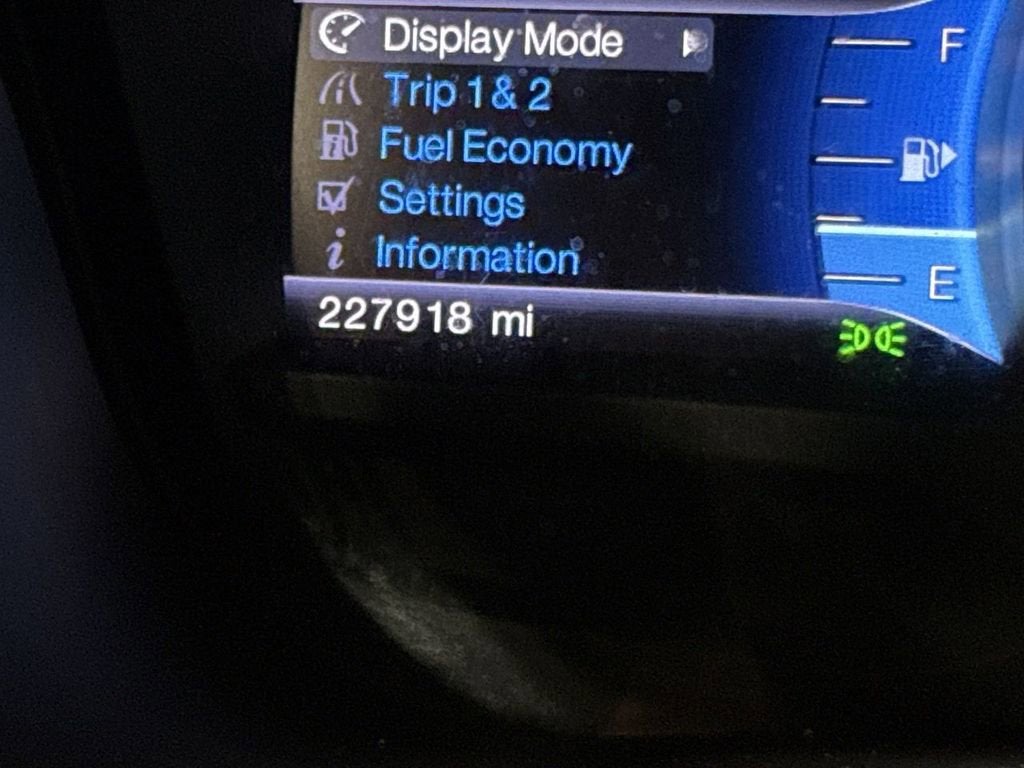 Display Mode
F
Trip 1 & 2
Fuel Economy
Settings
Information
E
227918 mi